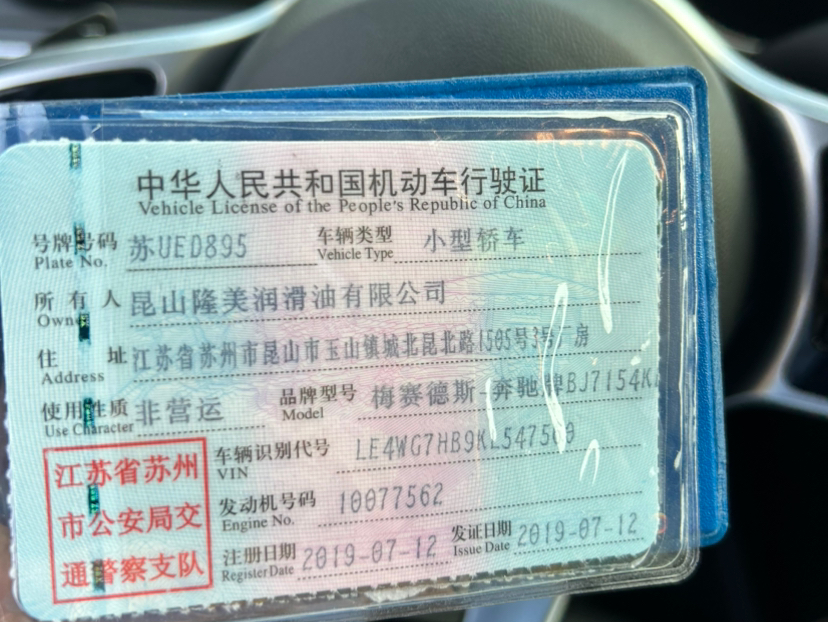 中华人民共和国机动车行驶证
Vehicle License of the People's Republic of China
号牌号码 苏UED895 车辆类型 小型轿车
Plate No. Vehicle Type
所有人 昆山隆美润滑油有限公司
Owner
住址 江苏省苏州市昆山市玉山镇城北昆北路1505号3号厂房
Address
使用性质 非营运 品牌型号 梅赛德斯-奔驰牌BJ7154K
Use Character Model
江苏省苏州 车辆识别代号
VIN
市公安局交 发动机号码 10077562
Engine No.
通警察支队 注册日期 2019-07-12 发证日期 2019-07-12
Register Date Issue Date